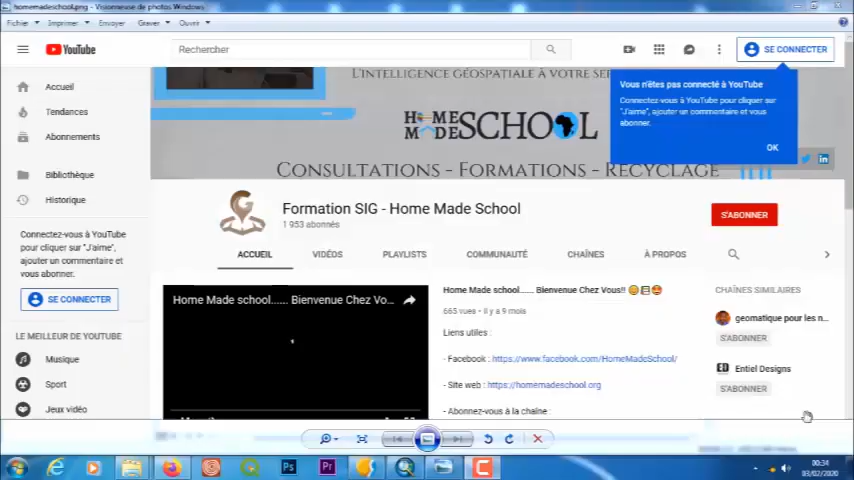 homemadeschool.png - Visionneuse de photos Windows
Fichier Imprimer Envoyer Graver Ouvrir
YouTube
Rechercher
SE CONNECTER
Accueil
Tendances
Abonnements
Bibliothèque
Historique
Connectez-vous à YouTube
pour cliquer sur "J'aime",
ajouter un commentaire et
vous abonner.
SE CONNECTER
LE MEILLEUR DE YOUTUBE
Musique
Sport
Jeux vidéo
L'INTELLIGENCE GÉOSPATIALE À VOTRE SER
HOME
MADE SCHOOL
CONSULTATIONS - FORMATIONS - RECYCLAGE
Vous n'êtes pas connecté à YouTube
Connectez-vous à YouTube pour cliquer sur
"J'aime", ajouter un commentaire et vous
abonner.
OK
Formation SIG - Home Made School
1 953 abonnés
S'ABONNER
ACCUEIL VIDÉOS PLAYLISTS COMMUNAUTÉ CHAÎNES À PROPOS
Home Made school...... Bienvenue Chez Vo...
Home Made school...... Bienvenue Chez Vous!!
665 vues • il y a 9 mois
Liens utiles :
- Facebook : https://www.facebook.com/HomeMadeSchool/
- Site web : https://homemadeschool.org
- Abonnez-vous à la chaîne :
CHAÎNES SIMILAIRES
geomatique pour les n...
S'ABONNER
ED
Entiel Designs
S'ABONNER
Ps
Pr
00:34
03/02/2020